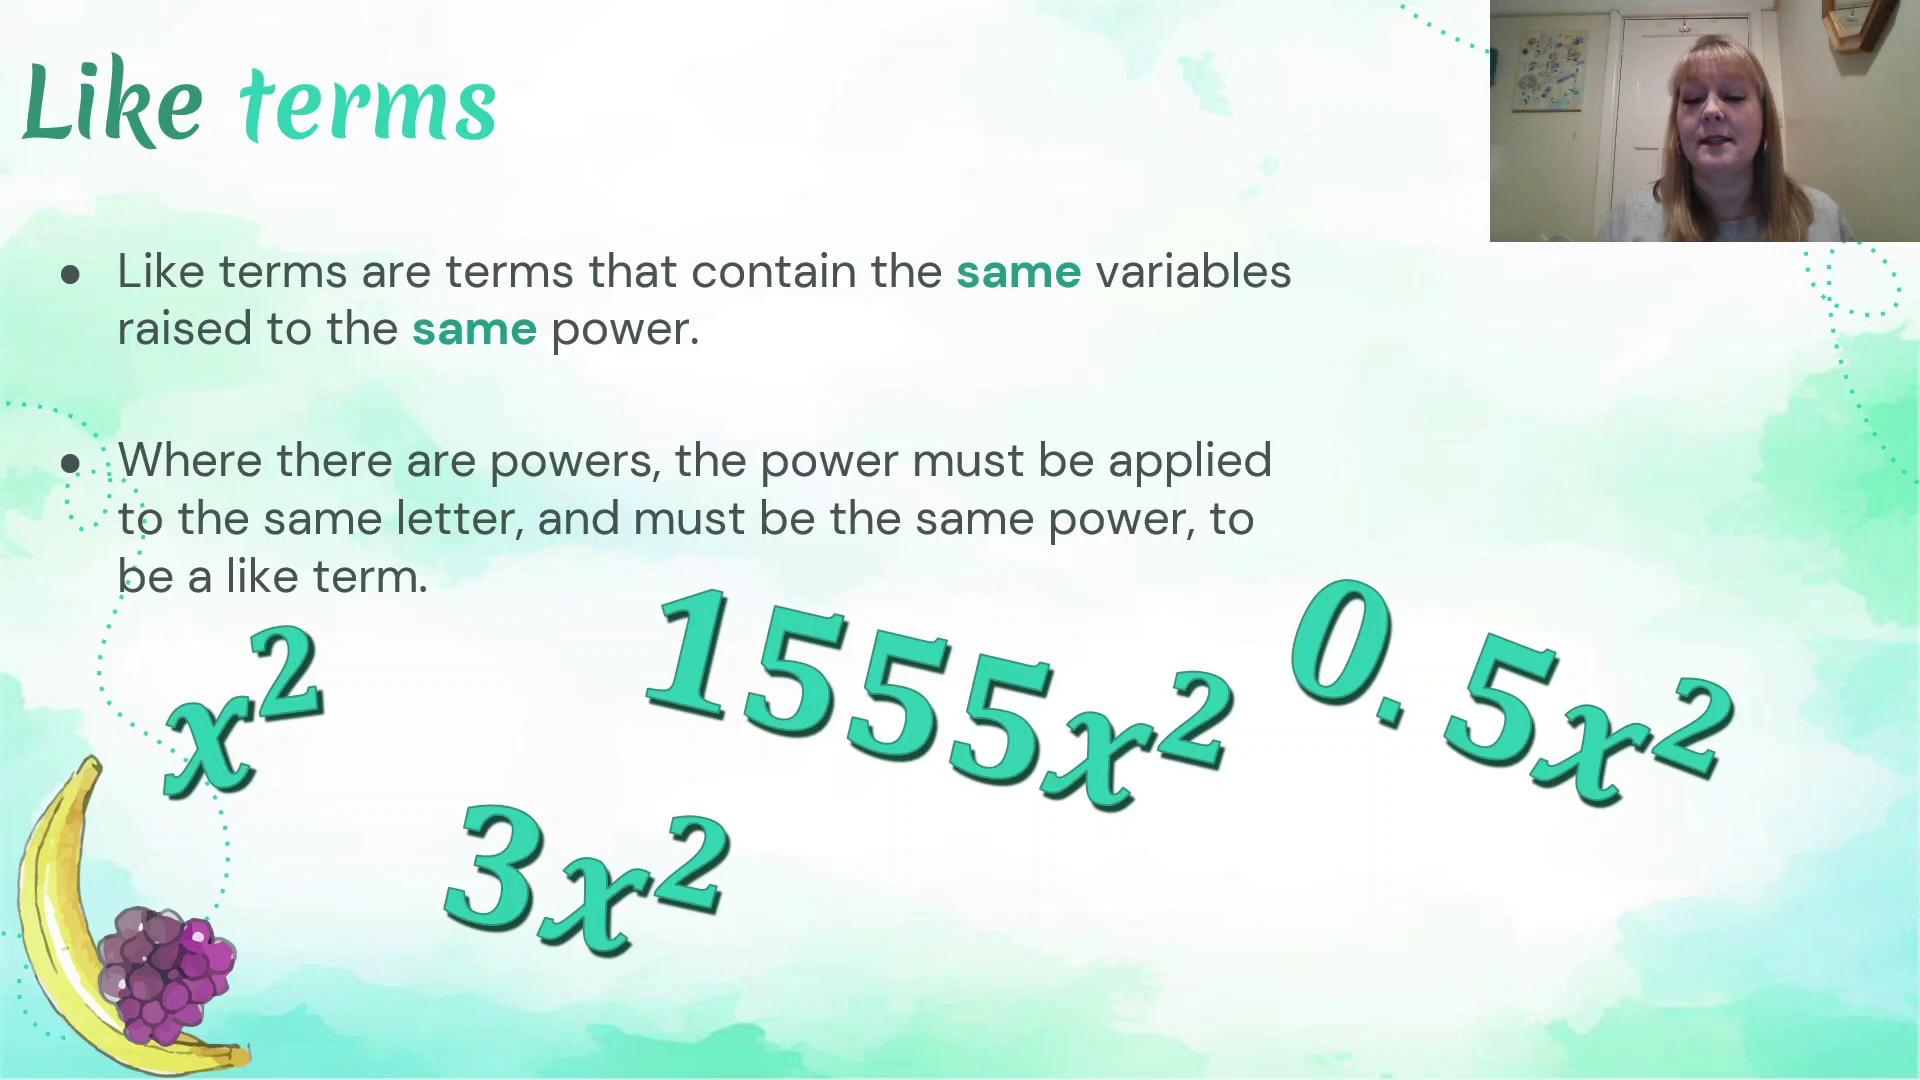 Like terms
● Like terms are terms that contain the same variables
raised to the same power.
● Where there are powers, the power must be applied
to the same letter, and must be the same power, to
be a like term.
x²
1555x²
0.5x²
3x²